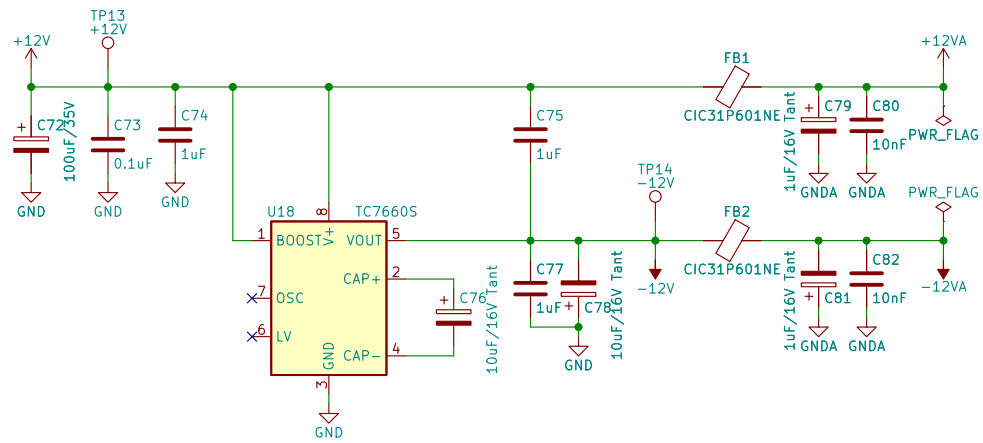 TP13
+12V
+12V
+12VA
FB1
CIC31P601NE
+
C72
100uF/35V
C73
0.1uF
C74
1uF
C75
1uF
+
C79
1uF/16V Tant
C80
10nF
PWR_FLAG
GND
GND
GND
GNDA
GNDA
TP14
-12V
PWR_FLAG
U18
TC7660S
8
FB2
CIC31P601NE
1
BOOST
V+
VOUT
5
CAP+
2
7
OSC
6
LV
GND
CAP-
4
3
+
C76
10uF/16V Tant
C77
1uF
+
C78
10uF/16V Tant
-12V
+
C81
1uF/16V Tant
C82
10nF
-12VA
GNDA
GNDA
GND
GND